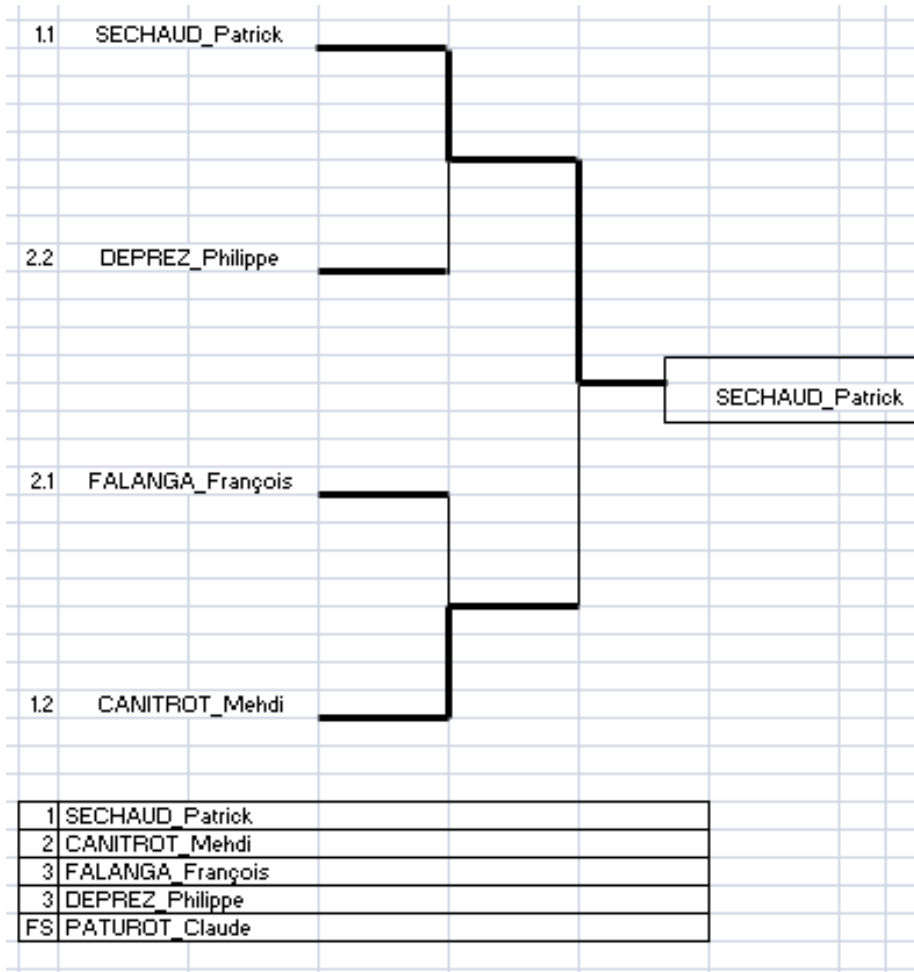 1.1 SECHAUD_Patrick
2.2 DEPREZ_Philippe
SECHAUD_Patrick
2.1 FALANGA_François
1.2 CANITROT_Mehdi
1 SECHAUD_Patrick
2 CANITROT_Mehdi
3 FALANGA_François
3 DEPREZ_Philippe
FS PATUROT_Claude